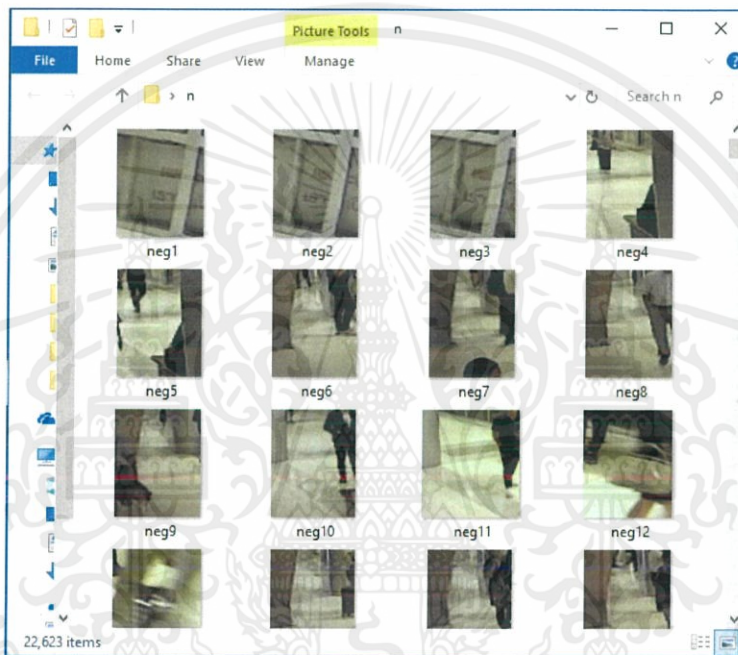 Picture Tools n
File Home Share View Manage
n Search n
neg1 neg2 neg3 neg4
neg5 neg6 neg7 neg8
neg9 neg10 neg11 neg12
22,623 items